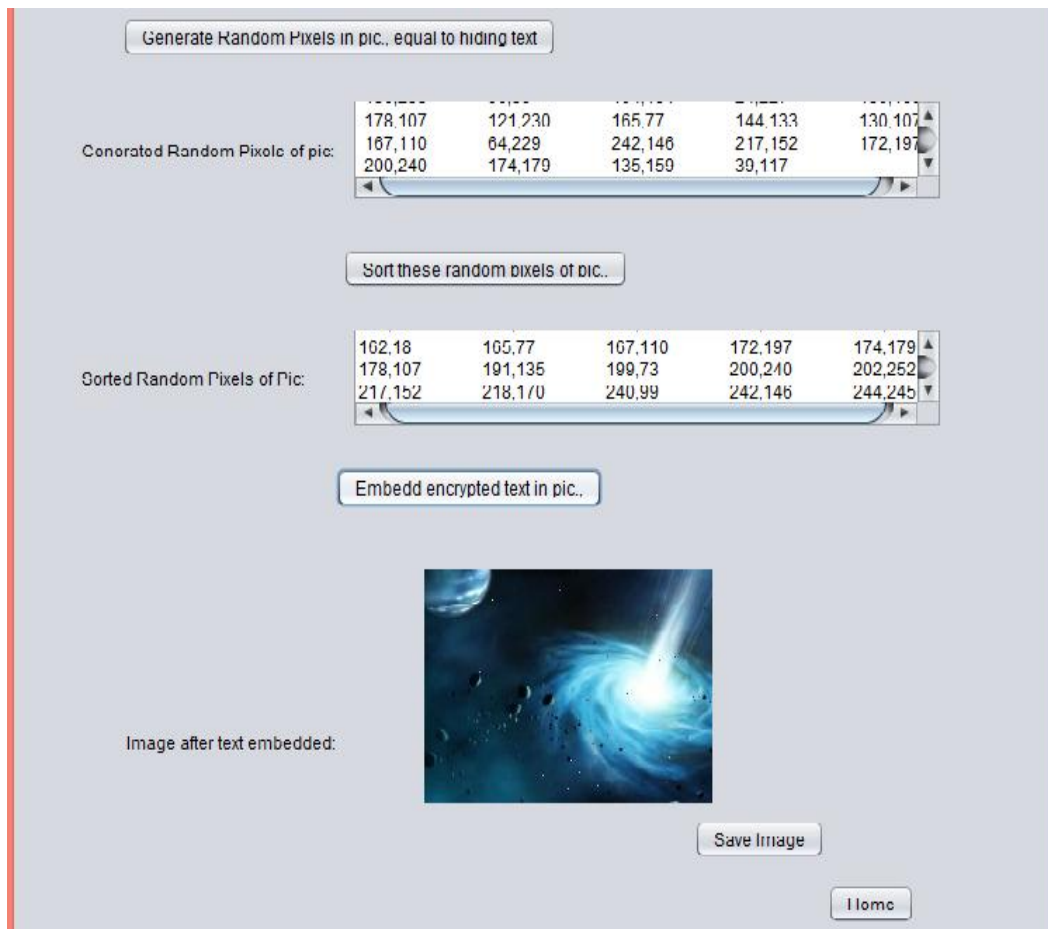 Generate Random Pixels in pic., equal to hiding text
178,107 121,230 165,77 144,133 130,107
Generated Random Pixels of pic:
167,110 64,229 242,146 217,152 172,197
200,240 174,179 135,159 39,117
Sort these random pixels of pic..
162,18 165,77 167,110 172,197 174,179
Sorted Random Pixels of Pic:
178,107 191,135 199,73 200,240 202,252
217,152 218,170 240,99 242,146 244,245
Embedd encrypted text in pic.,
Image after text embedded:
Save Image
Home